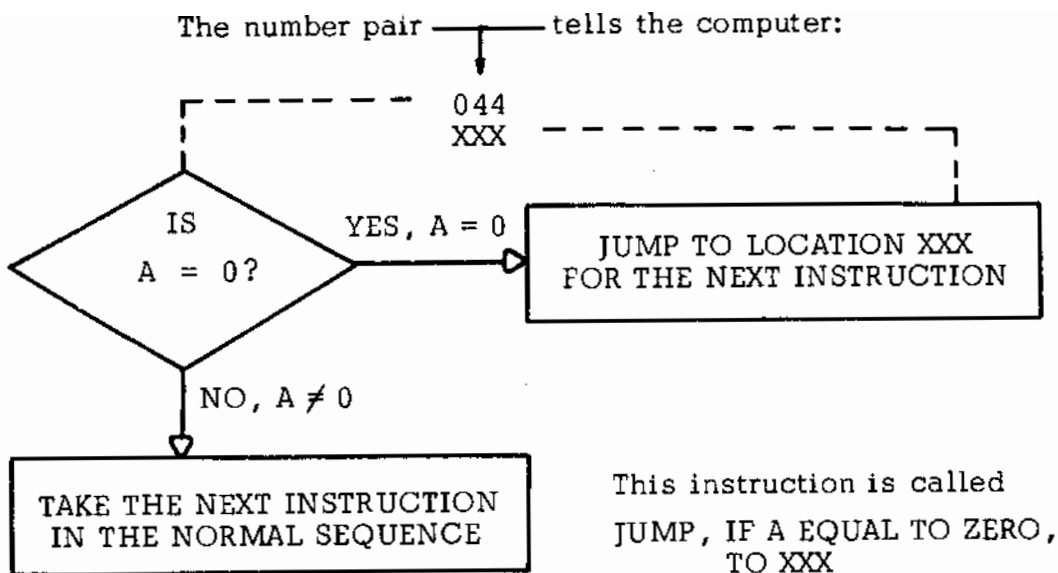 The number pair tells the computer:
044
XXX
IS
A = 0?
YES, A = 0
JUMP TO LOCATION XXX
FOR THE NEXT INSTRUCTION
NO, A ≠ 0
TAKE THE NEXT INSTRUCTION
IN THE NORMAL SEQUENCE
This instruction is called
JUMP, IF A EQUAL TO ZERO,
TO XXX